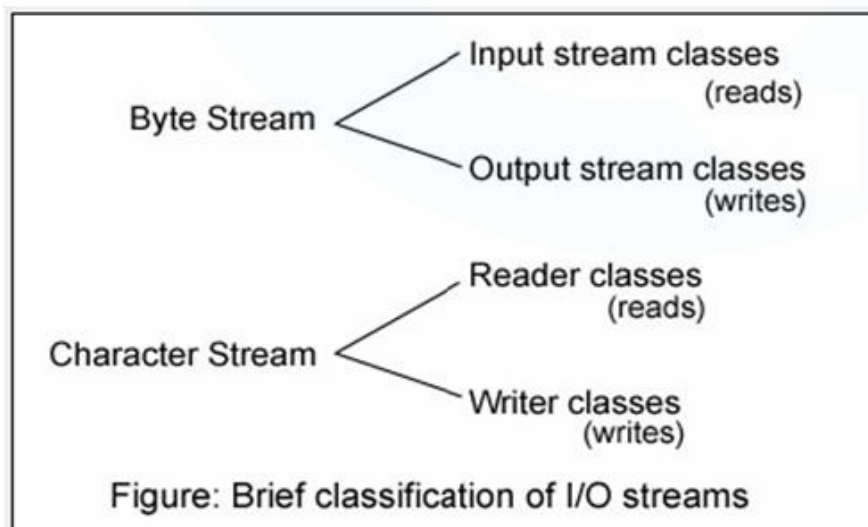 Input stream classes
(reads)
Byte Stream
Output stream classes
(writes)
Reader classes
(reads)
Character Stream
Writer classes
(writes)
Figure: Brief classification of I/O streams